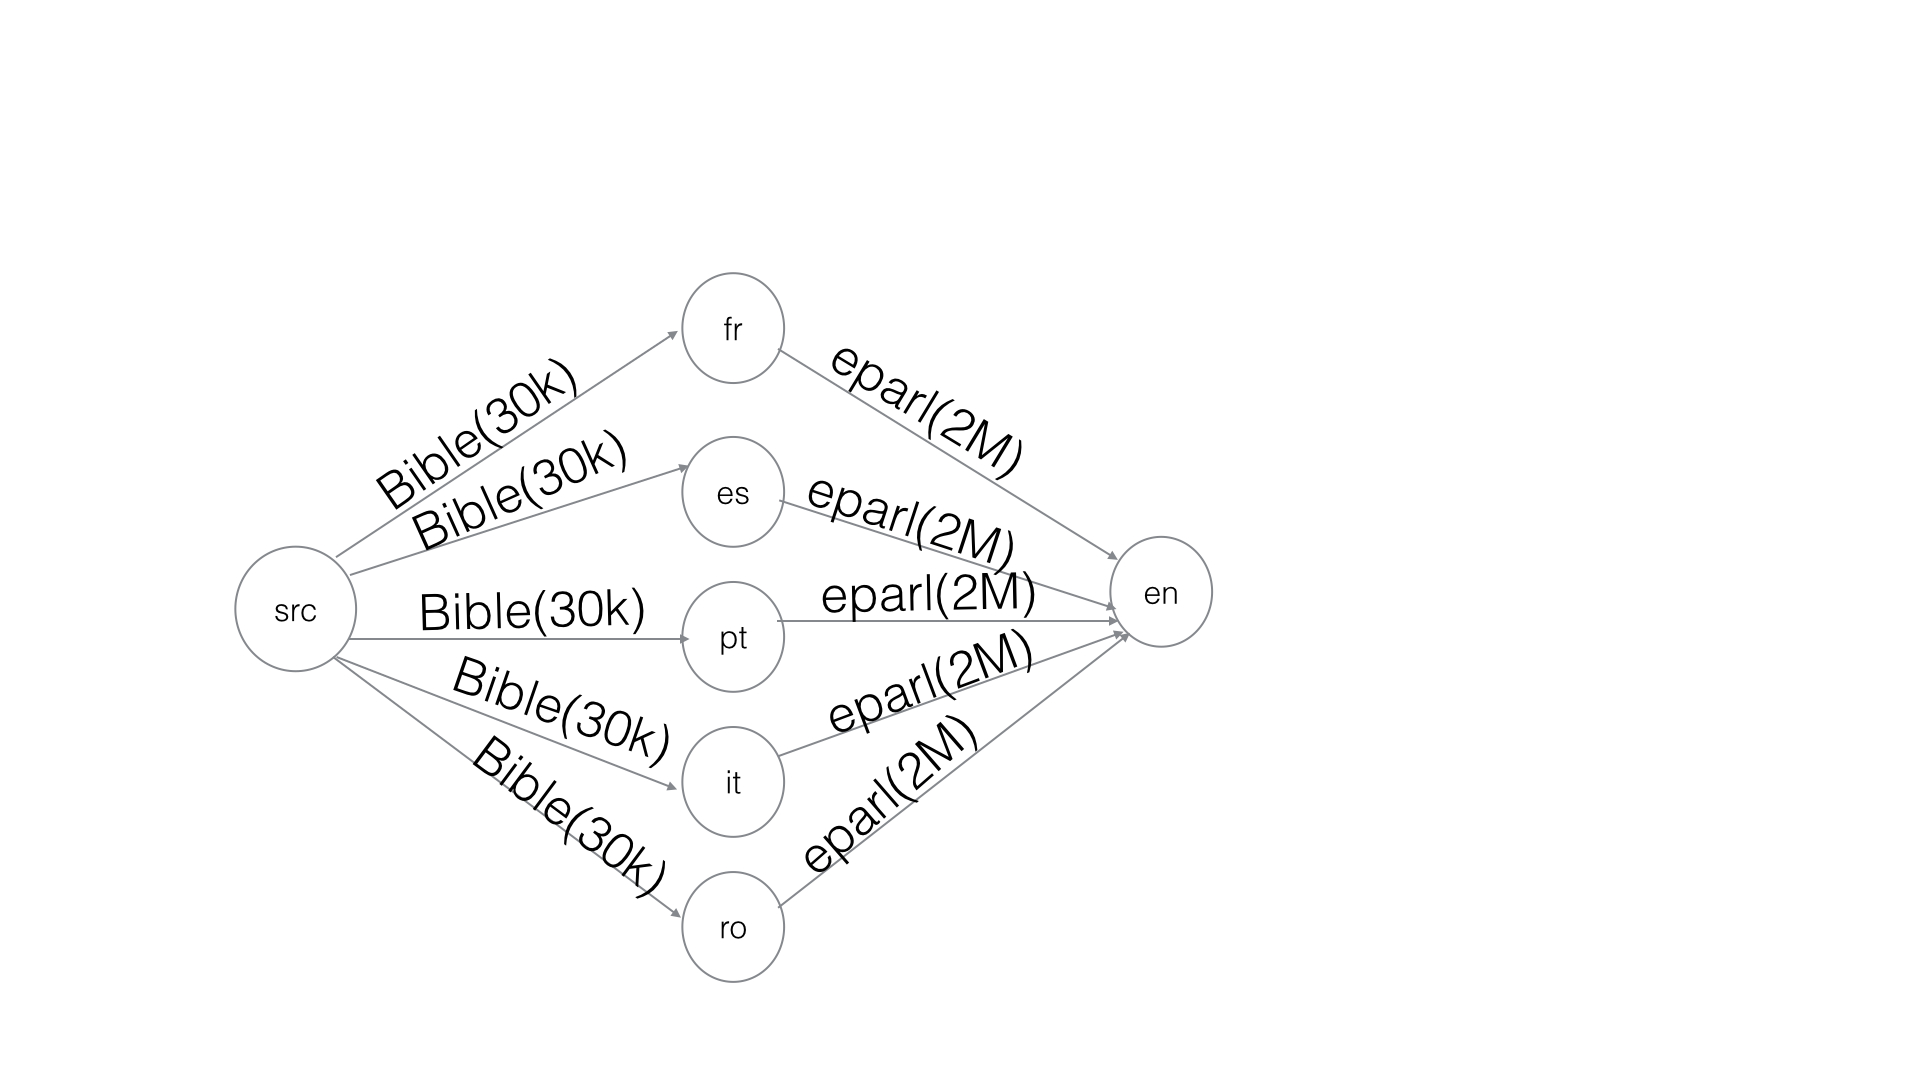 fr
Bible(30k)
eparl(2M)
Bible(30k)
es
eparl(2M)
src
Bible(30k)
pt
eparl(2M)
en
Bible(30k)
it
eparl(2M)
Bible(30k)
ro
eparl(2M)